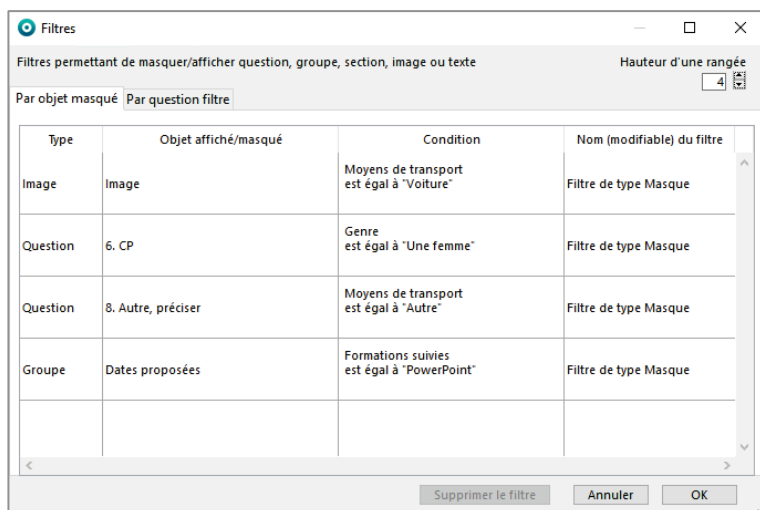 Filtres
Filtres permettant de masquer/afficher question, groupe, section, image ou texte
Hauteur d'une rangée
4
Par objet masqué
Par question filtre
Type
Objet affiché/masqué
Condition
Nom (modifiable) du filtre
Image
Image
Moyens de transport
est égal à "Voiture"
Filtre de type Masque
Question
6. CP
Genre
est égal à "Une femme"
Filtre de type Masque
Question
8. Autre, préciser
Moyens de transport
est égal à "Autre"
Filtre de type Masque
Groupe
Dates proposées
Formations suivies
est égal à "PowerPoint"
Filtre de type Masque
Supprimer le filtre
Annuler
OK